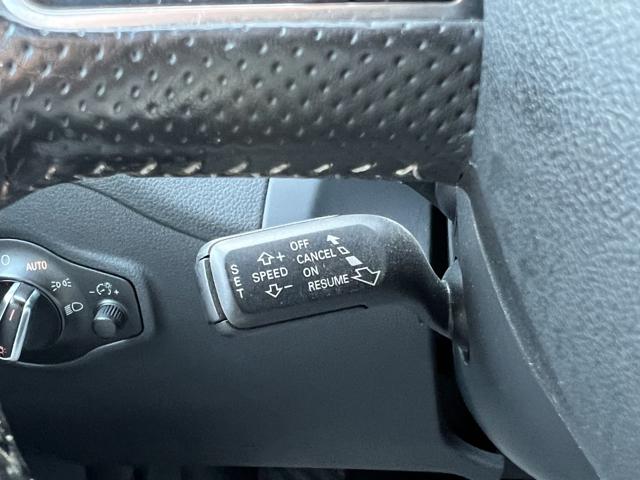 OFF
+ CANCEL
SET SPEED ON
- RESUME
O AUTO